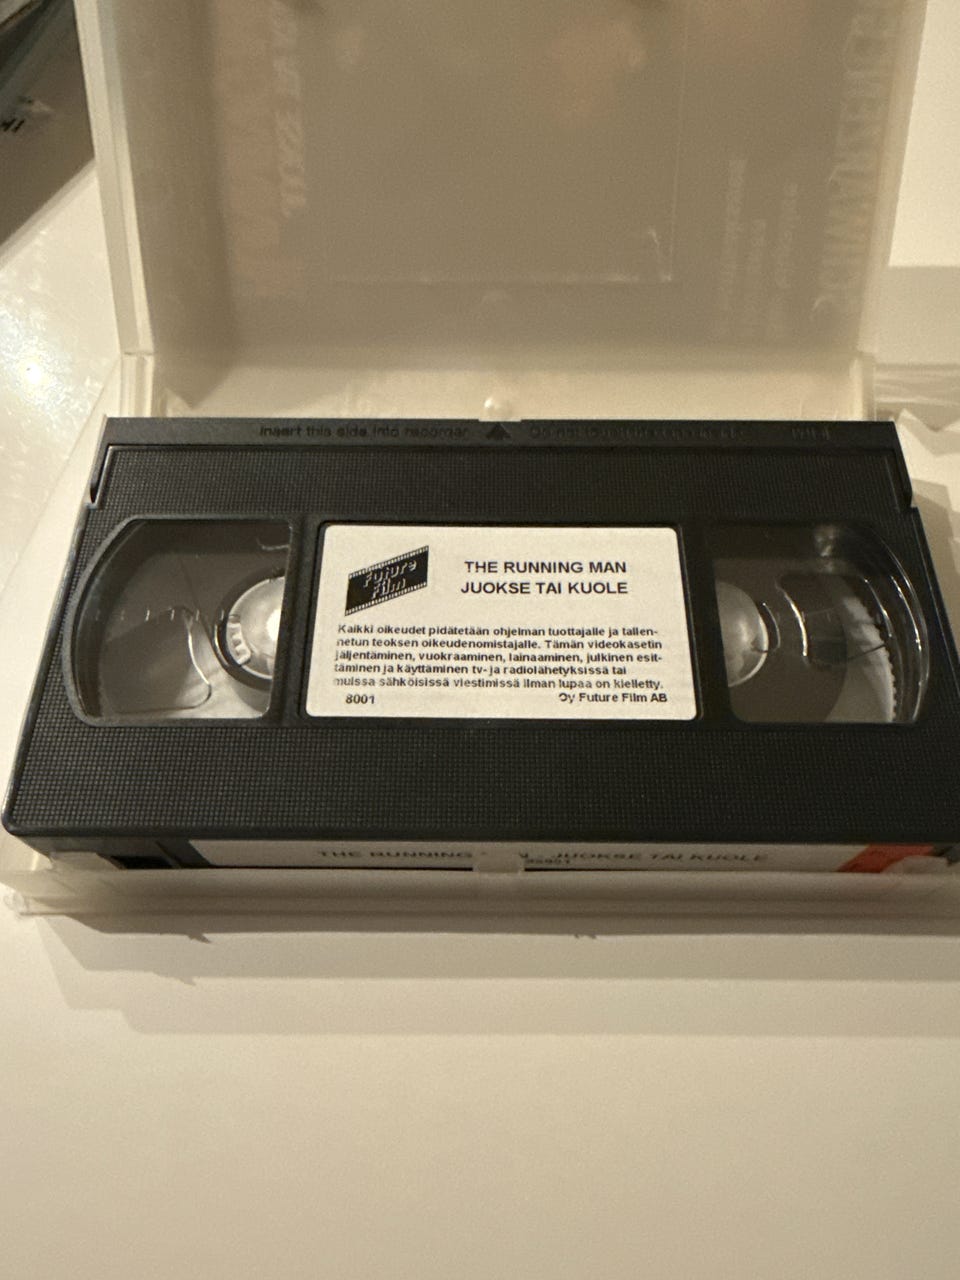 Insert this side into recorder
Future
Film
THE RUNNING MAN
JUOKSE TAI KUOLE
Kaikki oikeudet pidätetään ohjelman tuottajalle ja tallen-
netun teoksen oikeudenomistajalle. Tämän videokasetin
jäljentäminen, vuokraaminen, lainaaminen, julkinen esit-
täminen ja käyttäminen tv- ja radiolähetyksissä tai
muissa sähköisissä viestimissä ilman lupaa on kielletty.
8001
Oy Future Film AB
THE RUNNING
JUOKSE TAI KUOLE